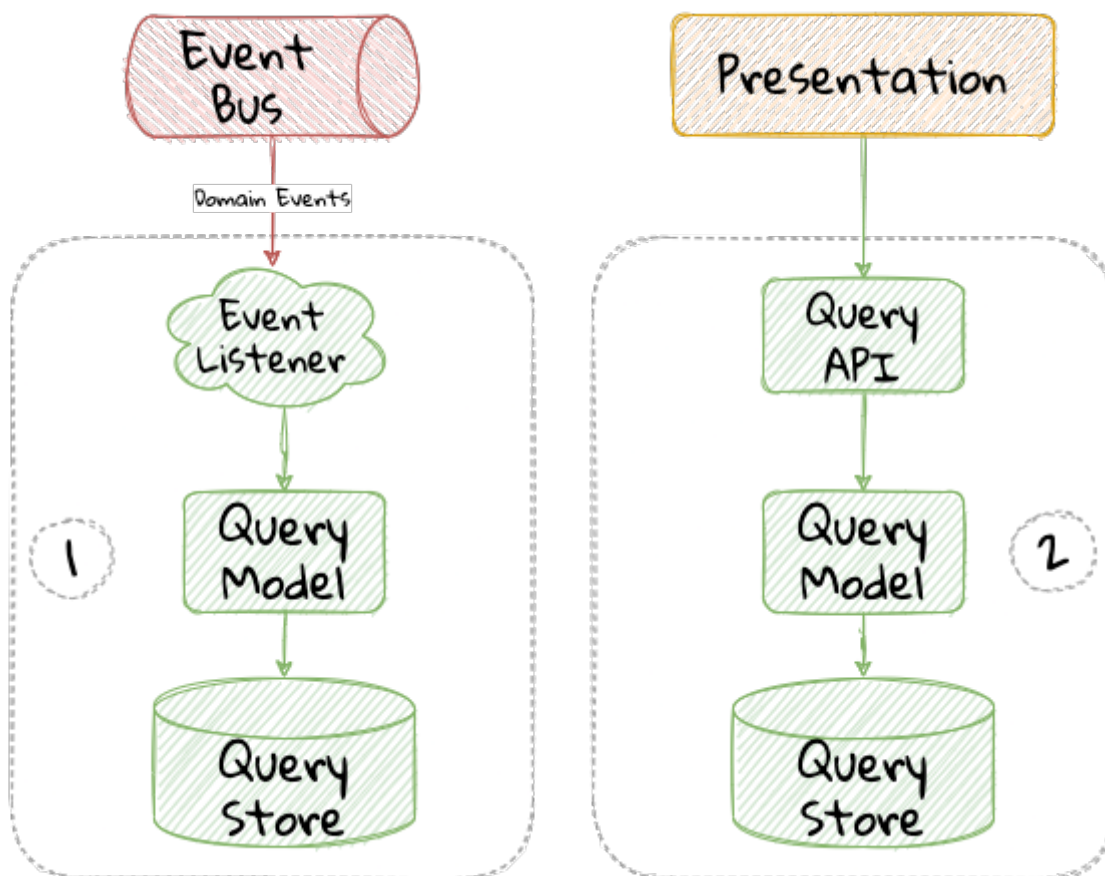 Event
Bus
Domain Events
Event
Listener
1
Query
Model
Query
Store
Presentation
Query
API
Query
Model
2
Query
Store